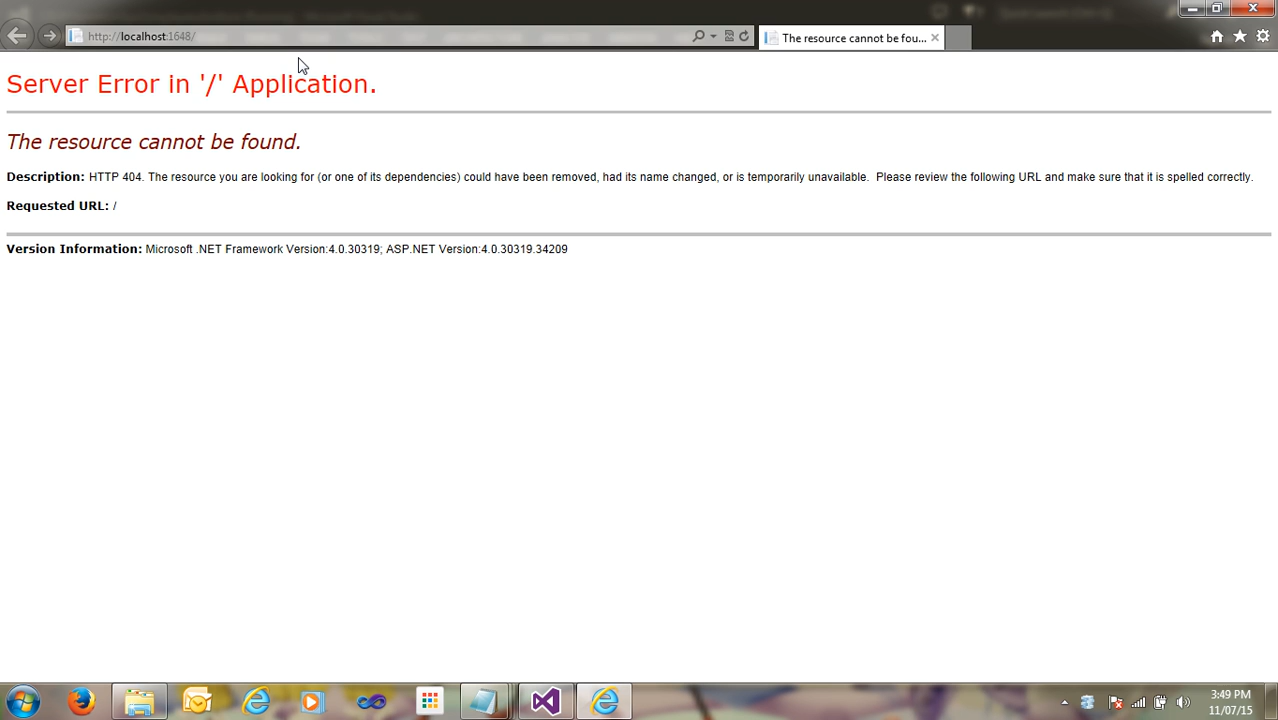 http://localhost:1648/
The resource cannot be fou...
Server Error in '/' Application.
The resource cannot be found.
Description: HTTP 404. The resource you are looking for (or one of its dependencies) could have been removed, had its name changed, or is temporarily unavailable.  Please review the following URL and make sure that it is spelled correctly.
Requested URL: /
Version Information: Microsoft .NET Framework Version:4.0.30319; ASP.NET Version:4.0.30319.34209
3:49 PM
11/07/15